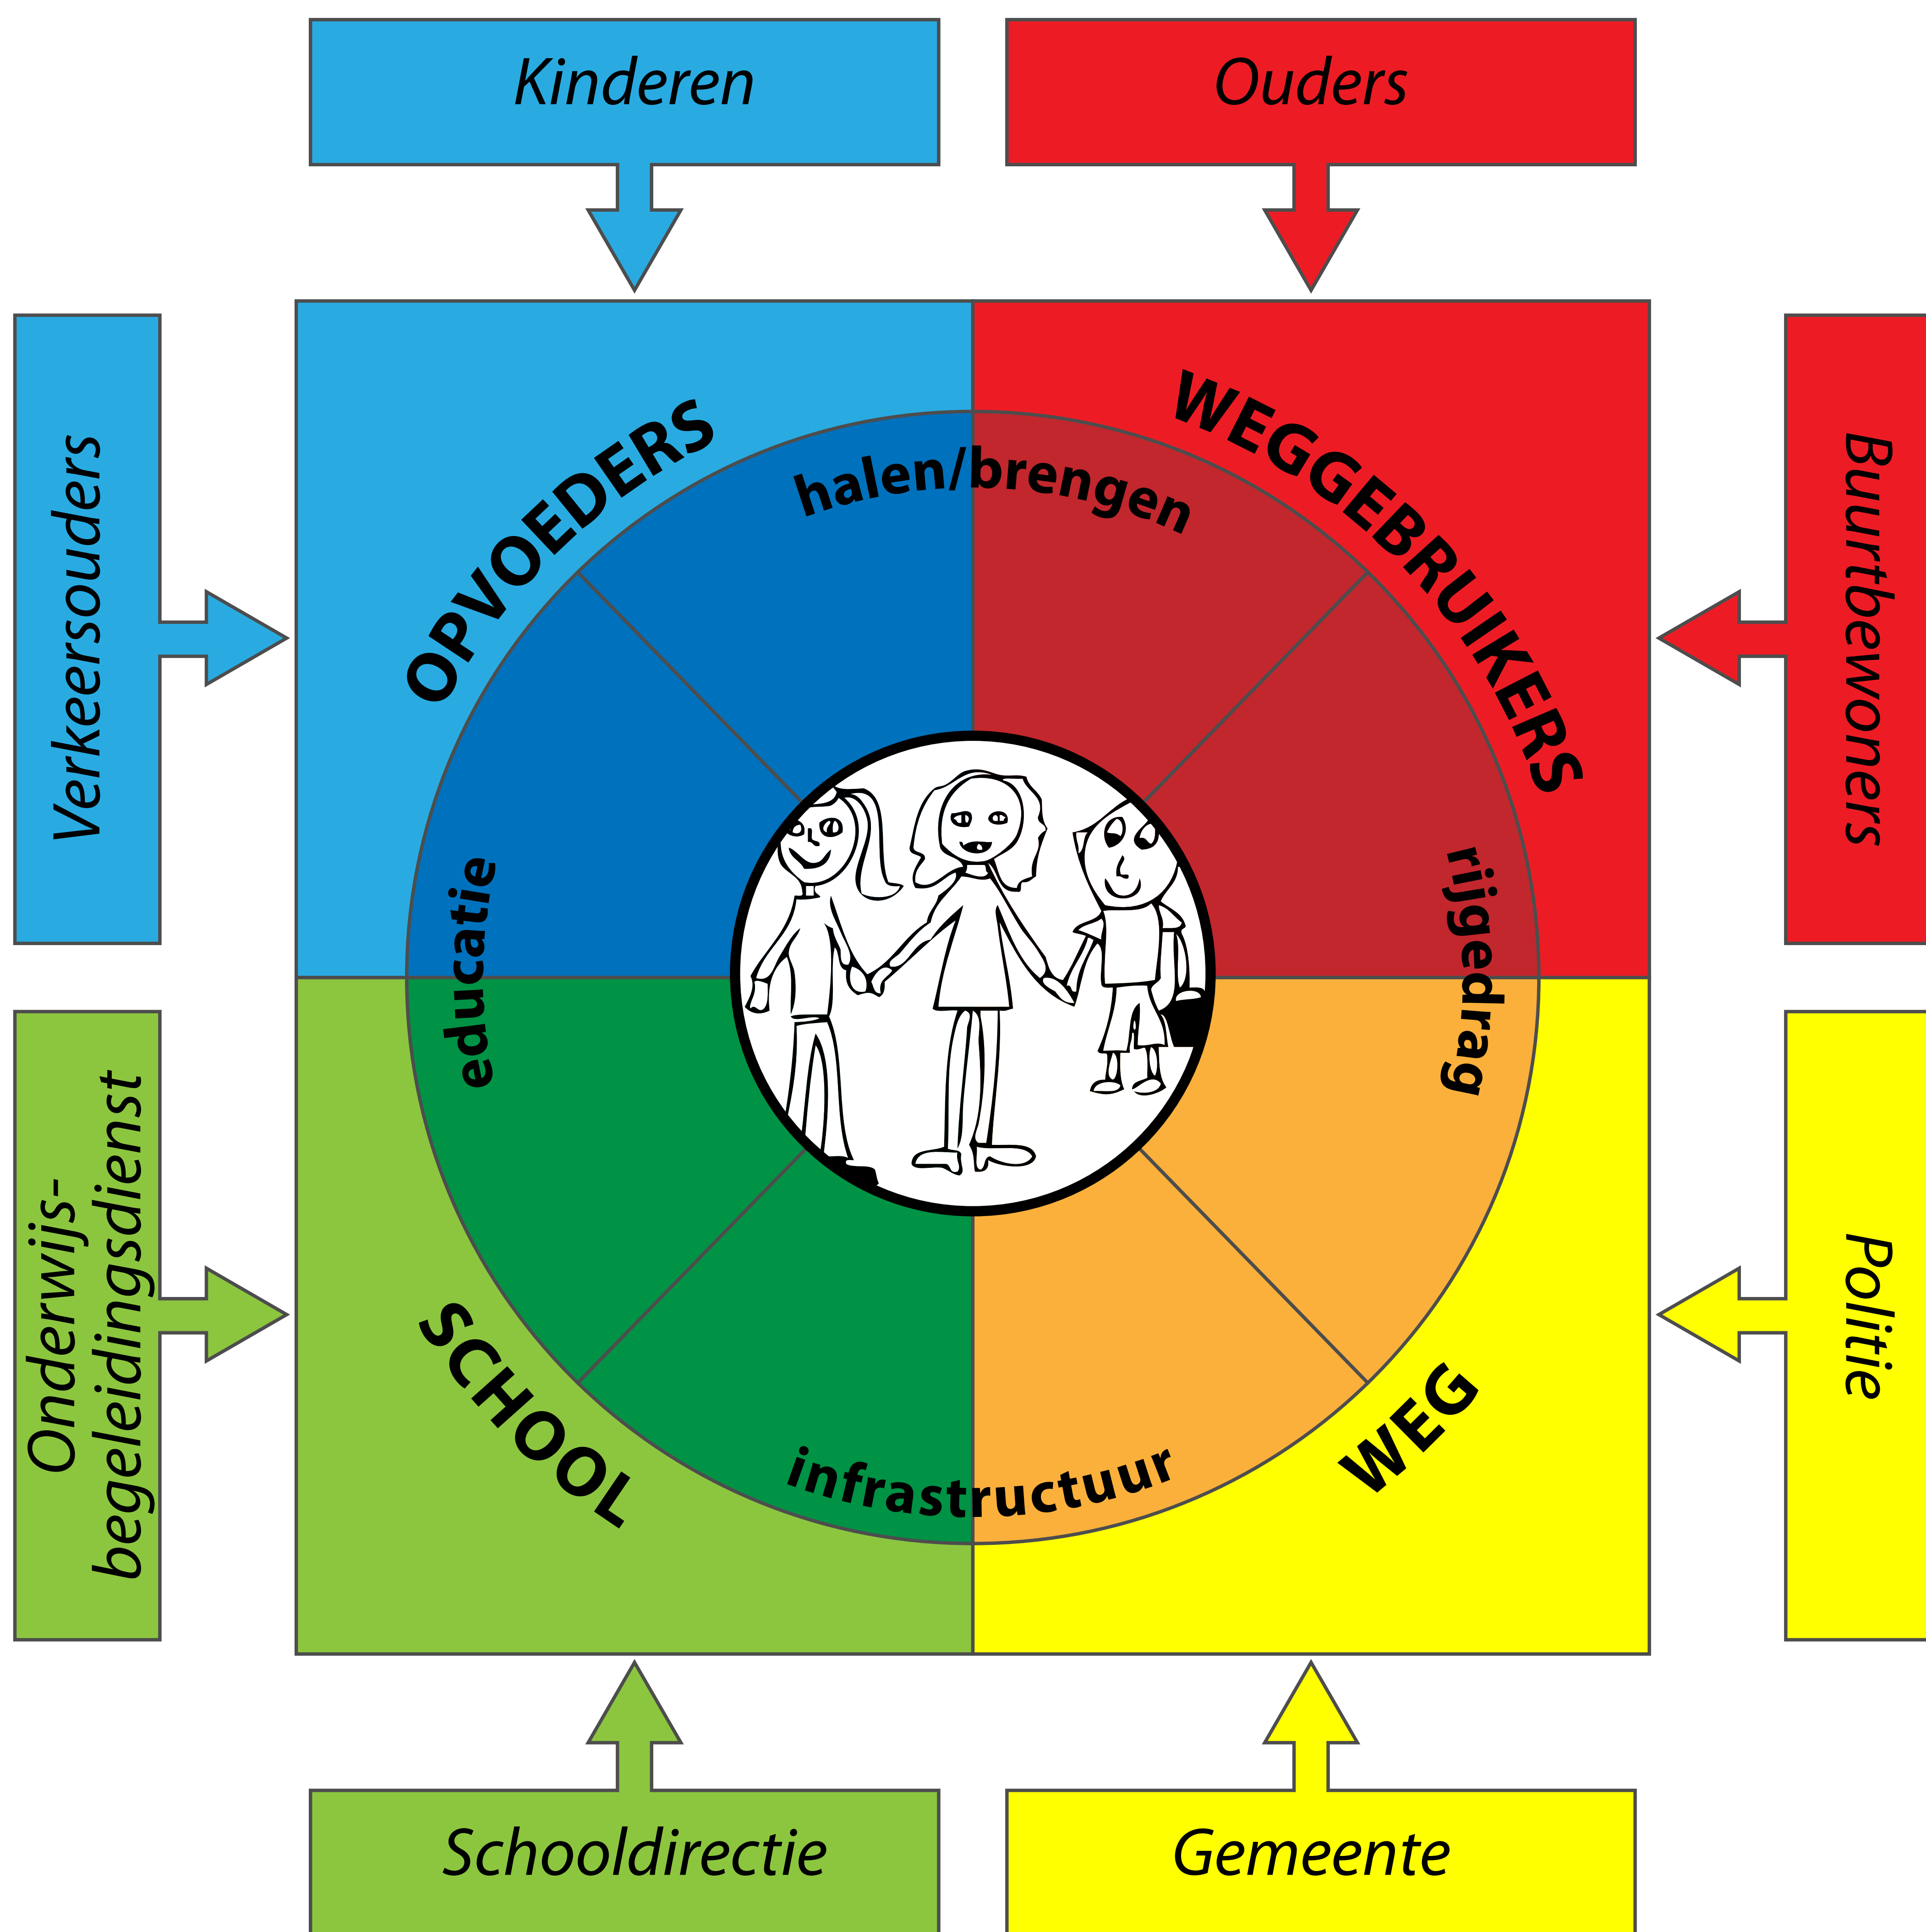 Kinderen
Ouders
Verkeersouders
Buurtbewoners
OPVOEDERS
WEGGEBRUIKERS
halen/brengen
educatie
rijgedrag
Onderwijs-
begeleidingsdienst
Politie
SCHOOL
WEG
infrastructuur
Schooldirectie
Gemeente